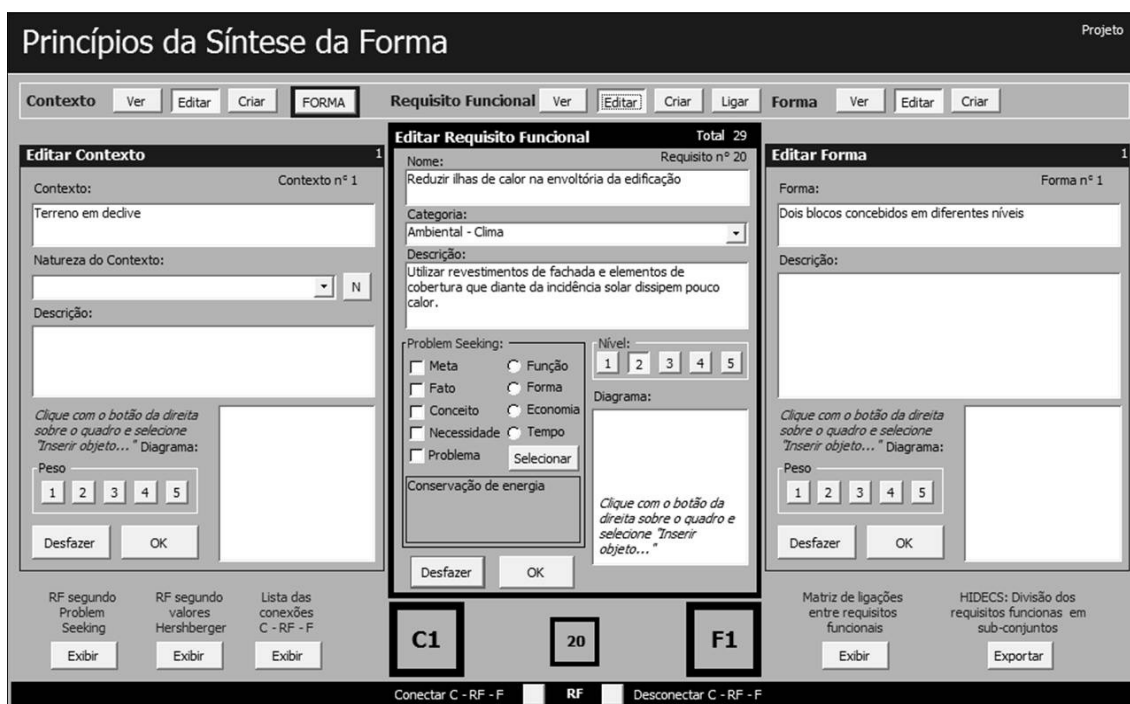 Princípios da Síntese da Forma
Projeto
Contexto Ver Editar Criar FORMA
Requisito Funcional Ver Editar Criar Ligar
Forma Ver Editar Criar
Editar Contexto 1
Contexto nº 1
Contexto:
Terreno em declive
Natureza do Contexto:
N
Descrição:
Clique com o botão da direita
sobre o quadro e selecione
"Inserir objeto..." Diagrama:
Peso
1 2 3 4 5
Desfazer OK
RF segundo
Problem
Seeking
Exibir
RF segundo
valores
Hershberger
Exibir
Lista das
conexões
C - RF - F
Exibir
Editar Requisito Funcional Total 29
Nome: Requisito nº 20
Reduzir ilhas de calor na envoltória da edificação
Categoria:
Ambiental - Clima
Descrição:
Utilizar revestimentos de fachada e elementos de
cobertura que diante da incidência solar dissipem pouco
calor.
Problem Seeking:
Meta Função
Fato Forma
Conceito Economia
Necessidade Tempo
Problema Selecionar
Conservação de energia
Nível:
1 2 3 4 5
Diagrama:
Clique com o botão da
direita sobre o quadro e
selecione "Inserir
objeto..."
Desfazer OK
C1 20 F1
Conectar C - RF - F RF Desconectar C - RF - F
Editar Forma 1
Forma nº 1
Forma:
Dois blocos concebidos em diferentes níveis
Descrição:
Clique com o botão da direita
sobre o quadro e selecione
"Inserir objeto..." Diagrama:
Peso
1 2 3 4 5
Desfazer OK
Matriz de ligações
entre requisitos
funcionais
Exibir
HIDECS: Divisão dos
requisitos funcionas em
sub-conjuntos
Exportar